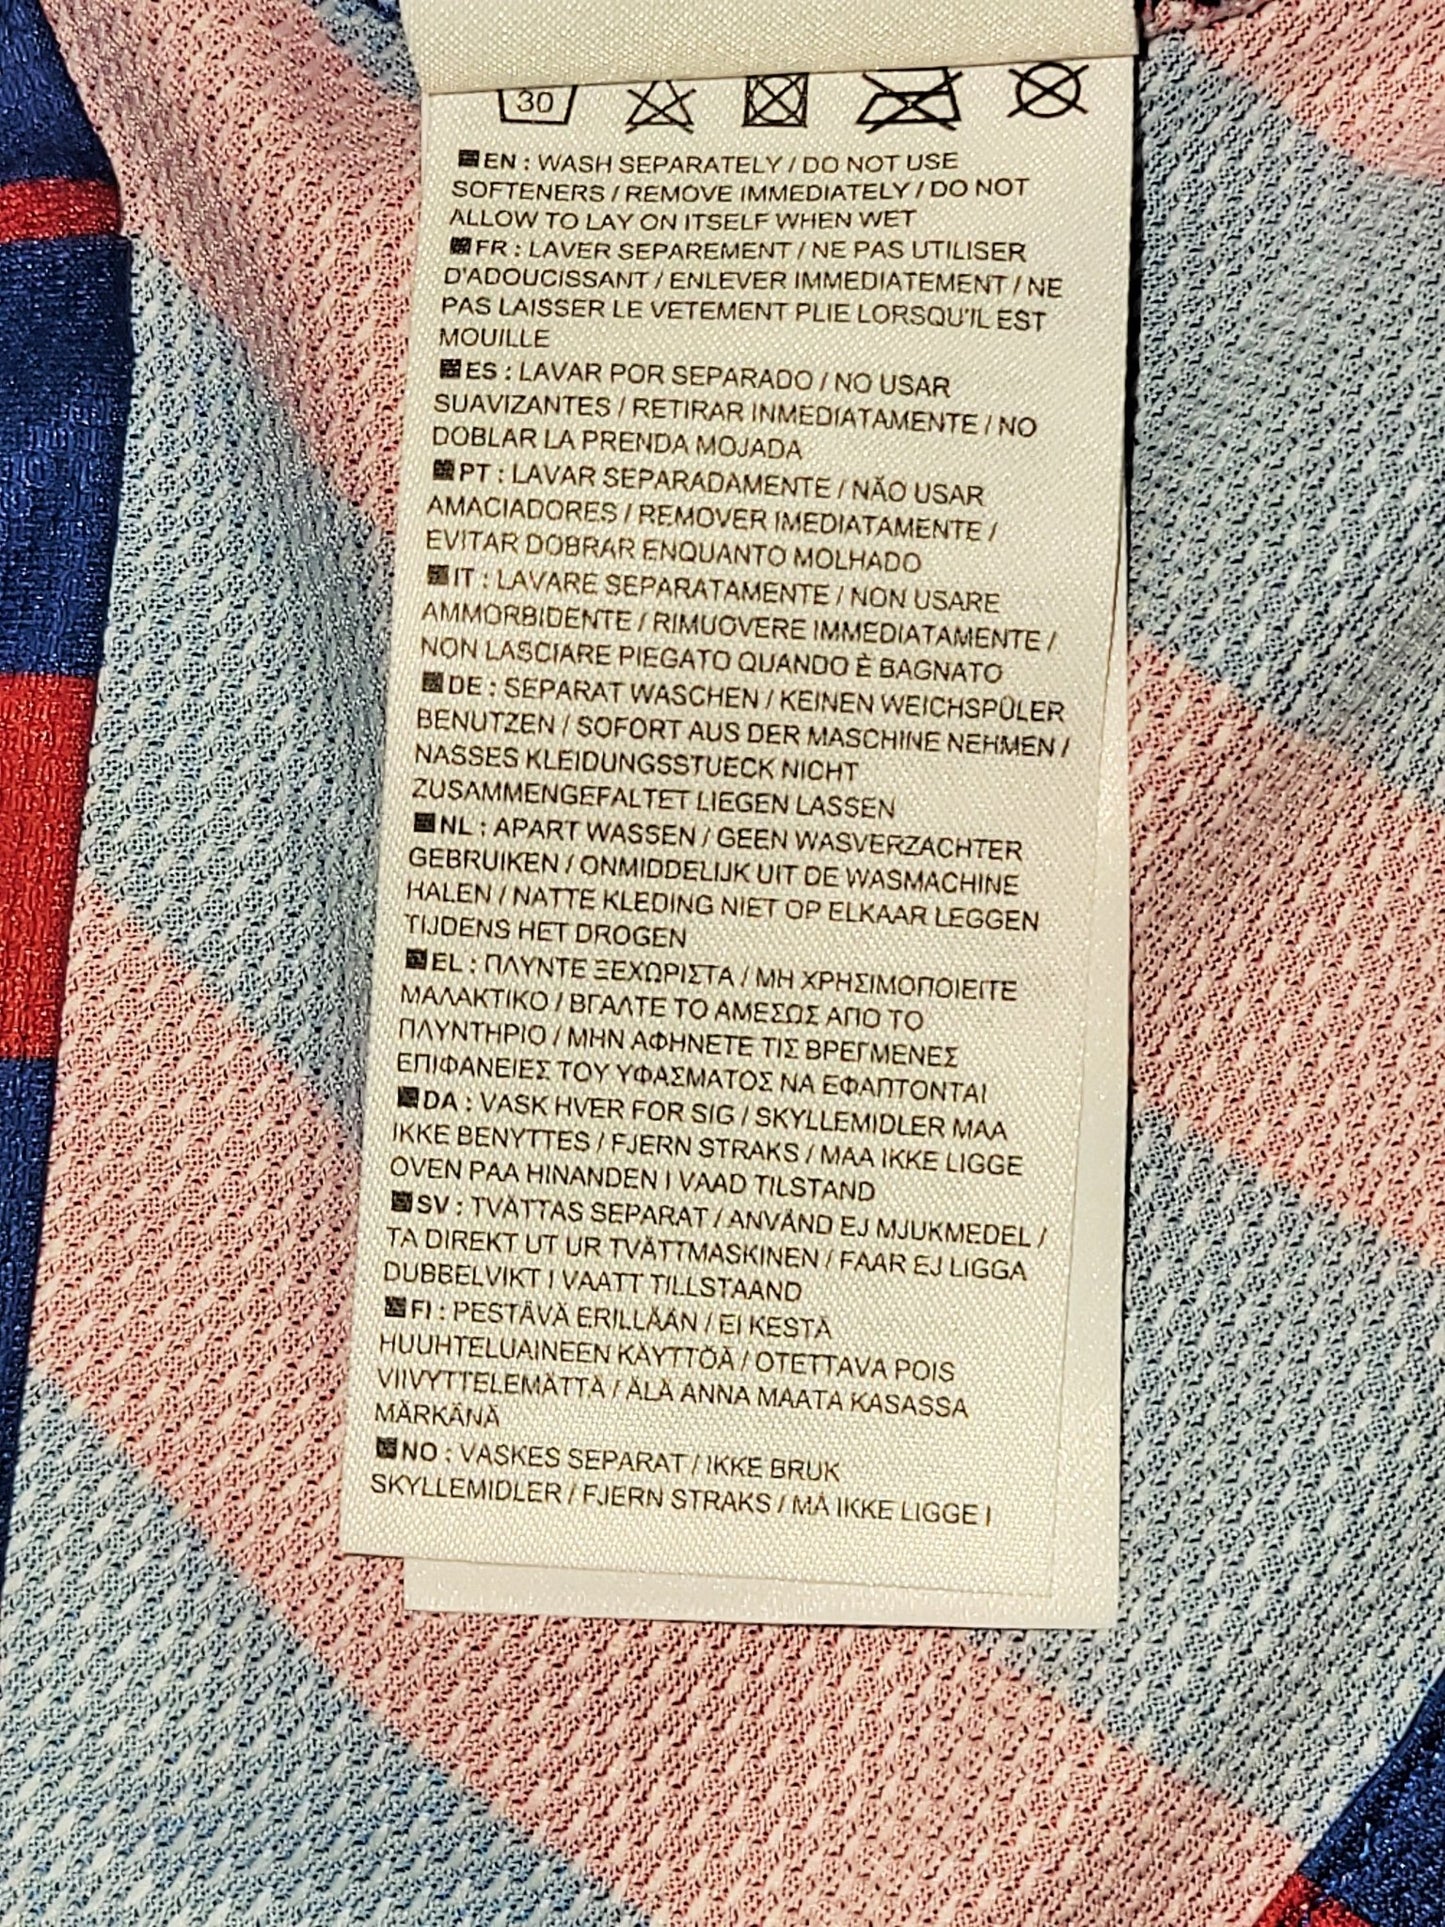 30
EN : WASH SEPARATELY / DO NOT USE
SOFTENERS / REMOVE IMMEDIATELY / DO NOT
ALLOW TO LAY ON ITSELF WHEN WET
FR : LAVER SEPAREMENT / NE PAS UTILISER
D'ADOUCISSANT / ENLEVER IMMEDIATEMENT / NE
PAS LAISSER LE VETEMENT PLIE LORSQU'IL EST
MOUILLE
ES : LAVAR POR SEPARADO / NO USAR
SUAVIZANTES / RETIRAR INMEDIATAMENTE / NO
DOBLAR LA PRENDA MOJADA
PT : LAVAR SEPARADAMENTE / NÃO USAR
AMACIADORES / REMOVER IMEDIATAMENTE /
EVITAR DOBRAR ENQUANTO MOLHADO
IT : LAVARE SEPARATAMENTE / NON USARE
AMMORBIDENTE / RIMUOVERE IMMEDIATAMENTE /
NON LASCIARE PIEGATO QUANDO È BAGNATO
DE : SEPARAT WASCHEN / KEINEN WEICHSPÜLER
BENUTZEN / SOFORT AUS DER MASCHINE NEHMEN /
NASSES KLEIDUNGSSTUECK NICHT
ZUSAMMENGEFALTET LIEGEN LASSEN
NL : APART WASSEN / GEEN WASVERZACHTER
GEBRUIKEN / ONMIDDELIJK UIT DE WASMACHINE
HALEN / NATTE KLEDING NIET OP ELKAAR LEGGEN
TIJDENS HET DROGEN
EL : ΠΛΥΝΤΕ ΞΕΧΩΡΙΣΤΑ / ΜΗ ΧΡΗΣΙΜΟΠΟΙΕΙΤΕ
ΜΑΛΑΚΤΙΚΟ / ΒΓΑΛΤΕ ΤΟ ΑΜΕΣΩΣ ΑΠΟ ΤΟ
ΠΛΥΝΤΗΡΙΟ / ΜΗΝ ΑΦΗΝΕΤΕ ΤΙΣ ΒΡΕΓΜΕΝΕΣ
ΕΠΙΦΑΝΕΙΕΣ ΤΟΥ ΥΦΑΣΜΑΤΟΣ ΝΑ ΕΦΑΠΤΟΝΤΑΙ
DA : VASK HVER FOR SIG / SKYLLEMIDLER MAA
IKKE BENYTTES / FJERN STRAKS / MAA IKKE LIGGE
OVEN PAA HINANDEN I VAAD TILSTAND
SV : TVÄTTAS SEPARAT / ANVÄND EJ MJUKMEDEL /
TA DIREKT UT UR TVÄTTMASKINEN / FAAR EJ LIGGA
DUBBELVIKT I VAATT TILLSTAAND
FI : PESTÄVÄ ERILLÄÄN / EI KESTÄ
HUUHTELUAINEEN KÄYTTÖÄ / OTETTAVA POIS
VIIVYTTELEMÄTTÄ / ÄLÄ ANNA MAATA KASASSA
MÄRKÄNÄ
NO : VASKES SEPARAT / IKKE BRUK
SKYLLEMIDLER / FJERN STRAKS / MÅ IKKE LIGGE I